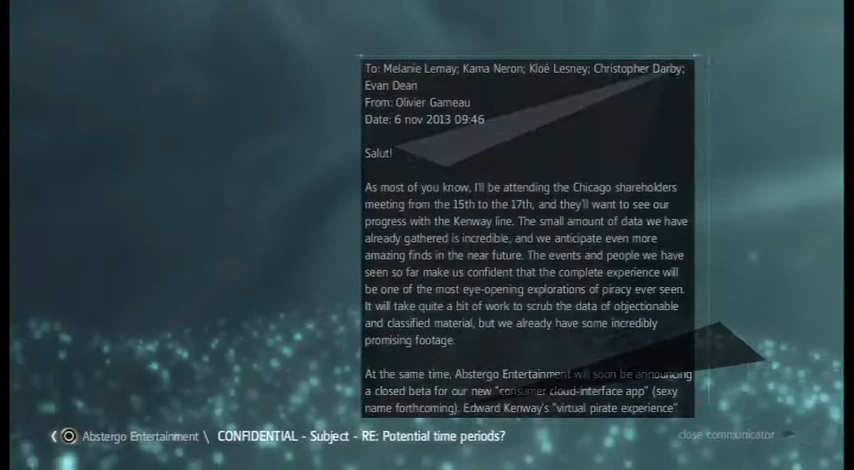 To: Melanie Lemay; Kama Neron; Kloé Lesney; Christopher Darby;
Evan Dean
From: Olivier Garneau
Date: 6 nov 2013 09:46
Salut!
As most of you know, I'll be attending the Chicago shareholders
meeting from the 15th to the 17th, and they'll want to see our
progress with the Kenway line. The small amount of data we have
already gathered is incredible, and we anticipate even more
amazing finds in the near future. The events and people we have
seen so far make us confident that the complete experience will
be one of the most eye-opening explorations of piracy ever seen.
It will take quite a bit of work to scrub the data of objectionable
and classified material, but we already have some incredibly
promising footage.
At the same time, Abstergo Entertainment will soon be announcing
a closed beta for our new "consumer cloud-interface app" (sexy
name forthcoming). Edward Kenway's "virtual pirate experience"
Abstergo Entertainment \ CONFIDENTIAL - Subject - RE: Potential time periods?
close communicator